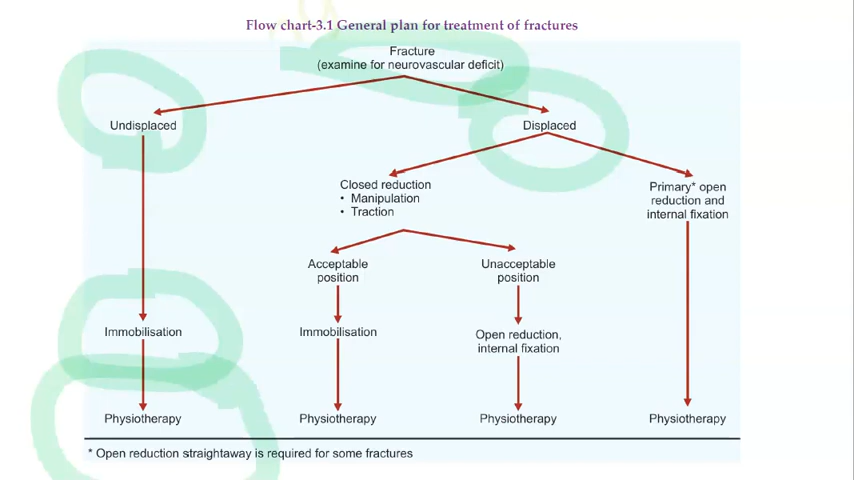 Flow chart-3.1 General plan for treatment of fractures
Fracture
(examine for neurovascular deficit)
Undisplaced
Displaced
Closed reduction
• Manipulation
• Traction
Primary* open
reduction and
internal fixation
Acceptable
position
Unacceptable
position
Immobilisation
Immobilisation
Open reduction,
internal fixation
Physiotherapy
Physiotherapy
Physiotherapy
Physiotherapy
* Open reduction straightaway is required for some fractures